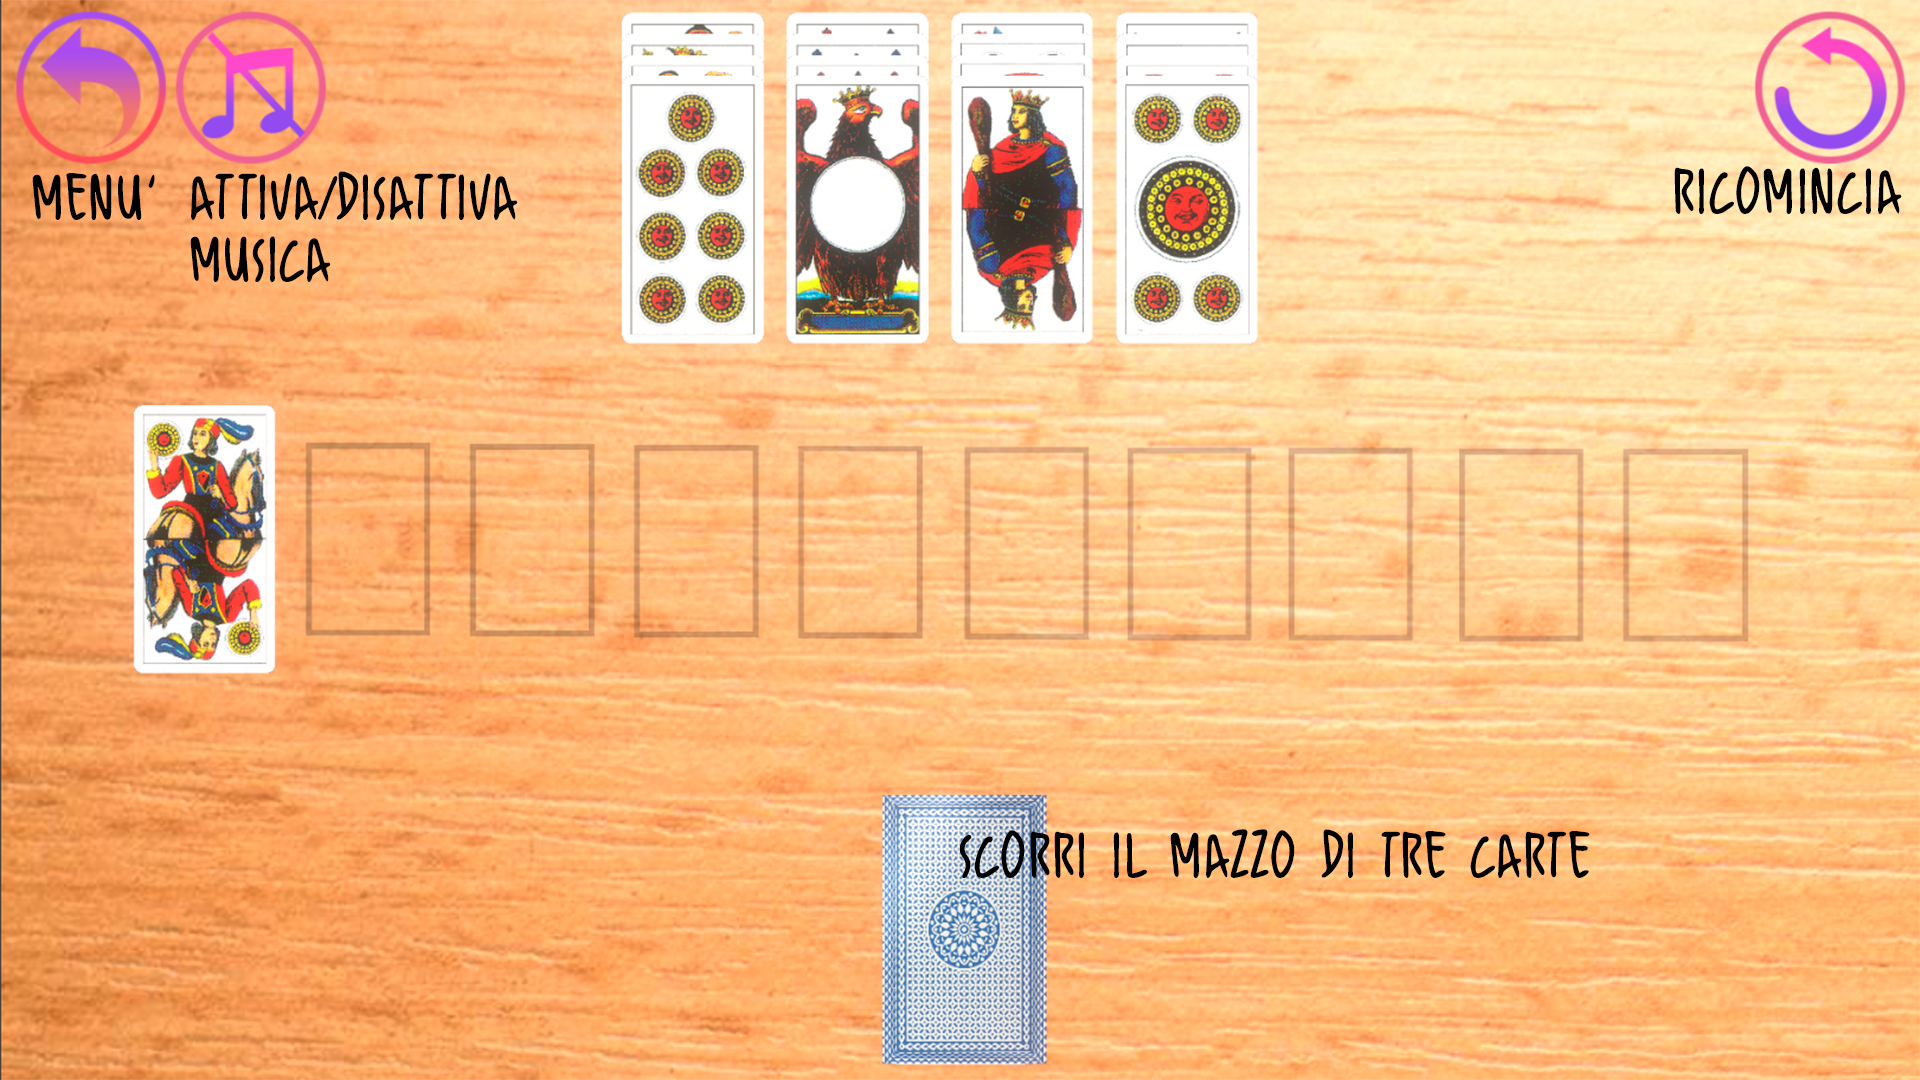 MENU' ATTIVA/DISATTIVA
MUSICA
RICOMINCIA
SCORRI IL MAZZO DI TRE CARTE